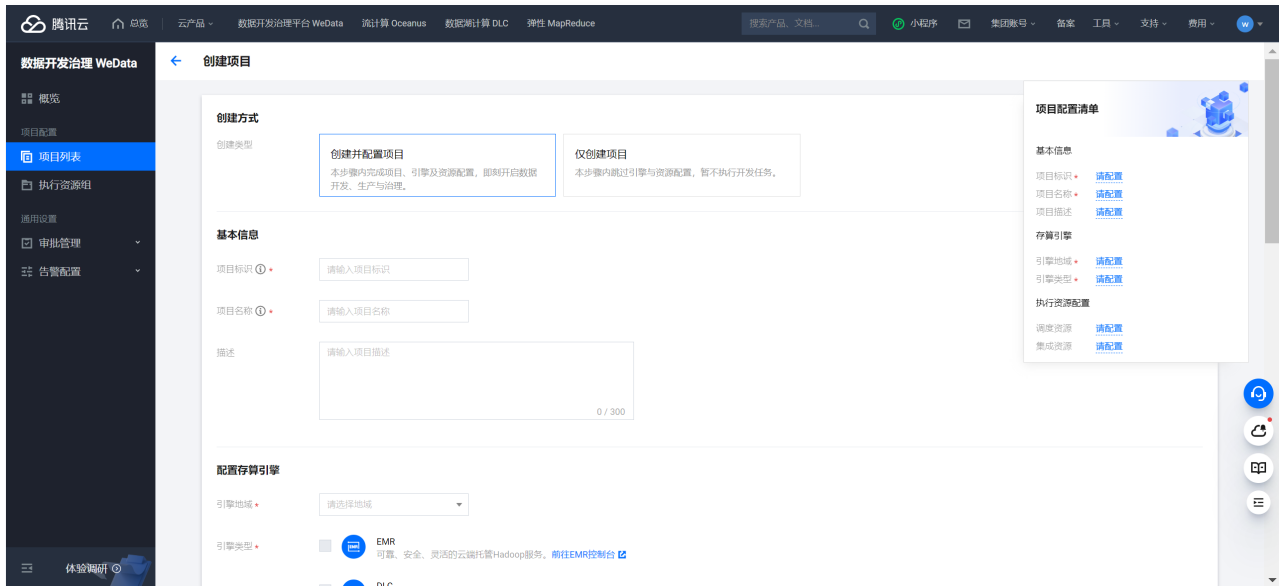 腾讯云 总览 云产品 数据开发治理平台 WeData 流计算 Oceanus 数据湖计算 DLC 弹性 MapReduce 搜索产品、文档... 小程序 集团账号 备案 工具 支持 费用 w
数据开发治理 WeData
概览
项目配置
项目列表
执行资源组
通用设置
审批管理
告警配置
体验调研
创建项目
创建方式
创建类型
创建并配置项目
本步骤内完成项目、引擎及资源配置，即刻开启数据
开发、生产与治理。
仅创建项目
本步骤内跳过引擎与资源配置，暂不执行开发任务。
基本信息
项目标识 * 请输入项目标识
项目名称 * 请输入项目名称
描述 请输入项目描述
0 / 300
配置存算引擎
引擎地域 * 请选择地域
引擎类型 * EMR
可靠、安全、灵活的云端托管Hadoop服务。前往EMR控制台
DLC
项目配置清单
基本信息
项目标识 * 请配置
项目名称 * 请配置
项目描述 请配置
存算引擎
引擎地域 * 请配置
引擎类型 * 请配置
执行资源配置
调度资源 请配置
集成资源 请配置